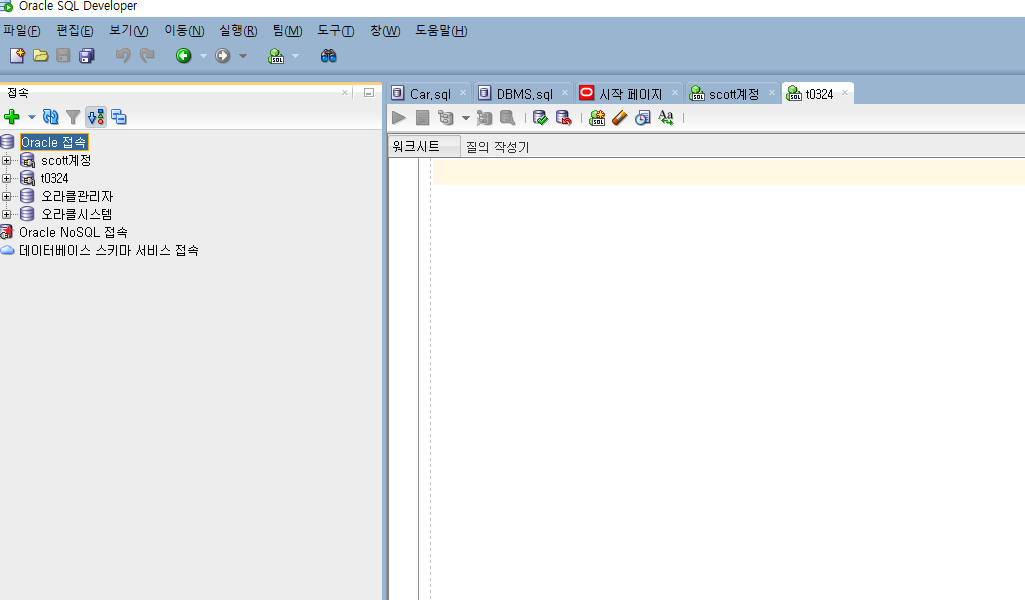 Oracle SQL Developer
파일(F) 편집(E) 보기(V) 이동(N) 실행(R) 팀(M) 도구(T) 창(W) 도움말(H)
접속
Car.sql DBMS.sql 시작 페이지 scott계정 t0324
워크시트 질의 작성기
Oracle 접속
scott계정
t0324
오라클관리자
오라클시스템
Oracle NoSQL 접속
데이터베이스 스키마 서비스 접속